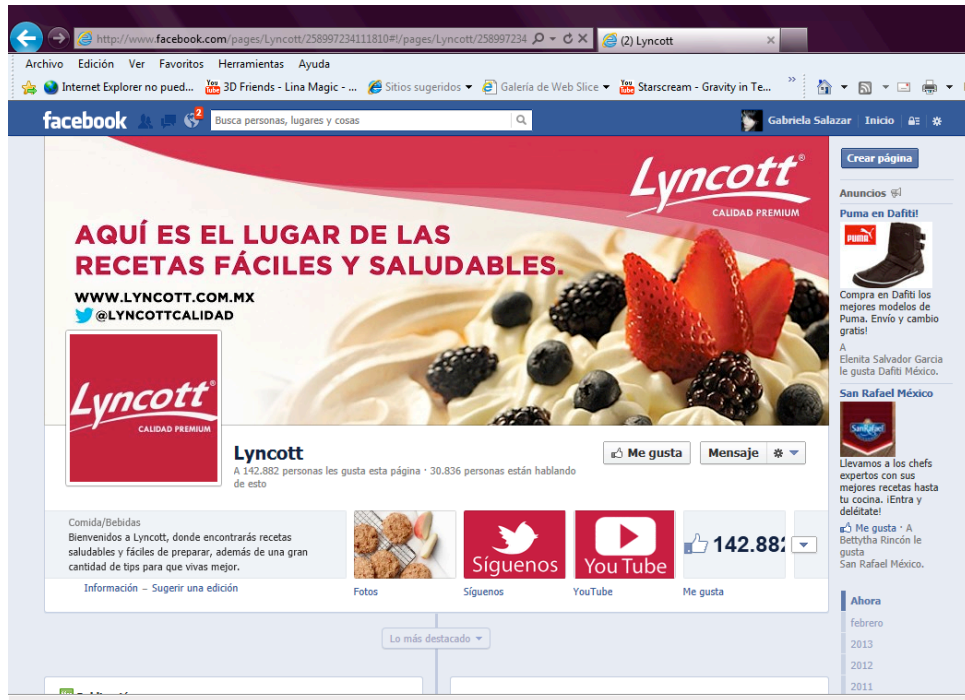 http://www.facebook.com/pages/Lyncott/258997234111810#!/pages/Lyncott/258997234
(2) Lyncott
Archivo Edición Ver Favoritos Herramientas Ayuda
Internet Explorer no pued... 3D Friends - Lina Magic - ... Sitios sugeridos Galería de Web Slice Starscream - Gravity in Te...
facebook 2 Busca personas, lugares y cosas Gabriela Salazar Inicio
Lyncott®
CALIDAD PREMIUM
AQUÍ ES EL LUGAR DE LAS
RECETAS FÁCILES Y SALUDABLES.
WWW.LYNCOTT.COM.MX
@LYNCOTTCALIDAD
Lyncott®
CALIDAD PREMIUM
Lyncott
A 142.882 personas les gusta esta página · 30.836 personas están hablando
de esto
Me gusta Mensaje
Comida/Bebidas
Bienvenidos a Lyncott, donde encontrarás recetas
saludables y fáciles de preparar, además de una gran
cantidad de tips para que vivas mejor.
Información – Sugerir una edición
Síguenos
You Tube
142.882
Fotos Síguenos YouTube Me gusta
Lo más destacado
Crear página
Anuncios
Puma en Dafiti!
PUMA
Compra en Dafiti los
mejores modelos de
Puma. Envío y cambio
gratis!
A
Elenita Salvador Garcia
le gusta Dafiti México.
San Rafael México
SanRafael
Llevamos a los chefs
expertos con sus
mejores recetas hasta
tu cocina. ¡Entra y
deléitate!
Me gusta · A
Bettytha Rincón le
gusta
San Rafael México.
Ahora
febrero
2013
2012
2011